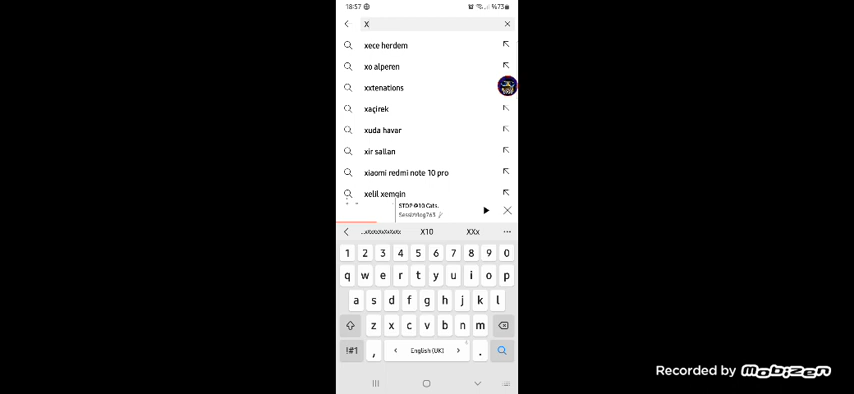 18:57 %73
X
xece herdem
xo alperen
xxtenations
xaçirek
xuda havar
xir sallan
xiaomi redmi note 10 pro
xelil xemgin
STOP 10 Cats.
X10 XXx
1 2 3 4 5 6 7 8 9 0
q w e r t y u i o p
a s d f g h j k l
z x c v b n m
!#1 , English (UK) .
Recorded by mobizen